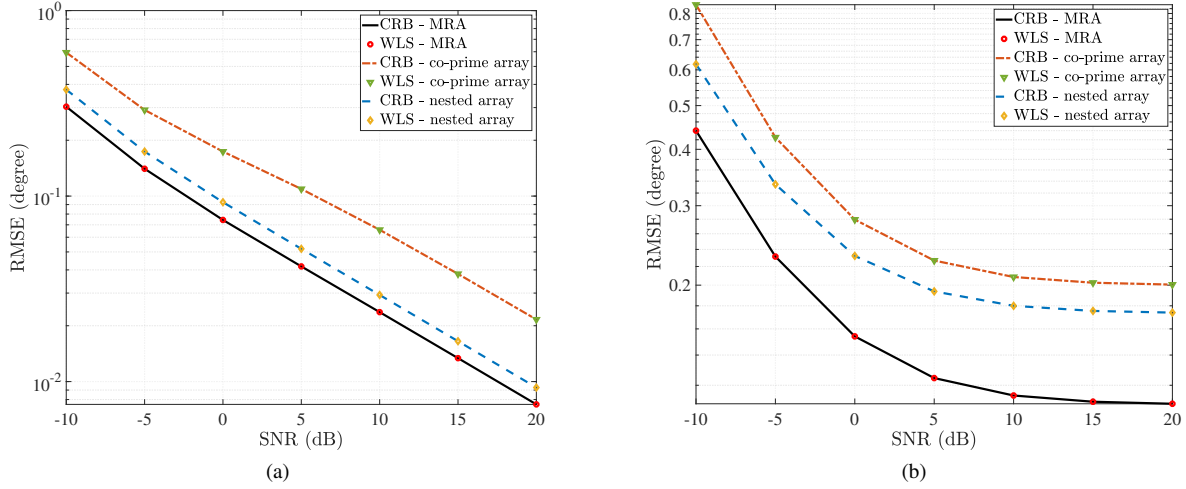 10^0
10^-1
10^-2
RMSE (degree)
-10 -5 0 5 10 15 20
SNR (dB)
CRB - MRA
WLS - MRA
CRB - co-prime array
WLS - co-prime array
CRB - nested array
WLS - nested array
(a)
0.8
0.7
0.6
0.5
0.4
0.3
0.2
RMSE (degree)
-10 -5 0 5 10 15 20
SNR (dB)
CRB - MRA
WLS - MRA
CRB - co-prime array
WLS - co-prime array
CRB - nested array
WLS - nested array
(b)